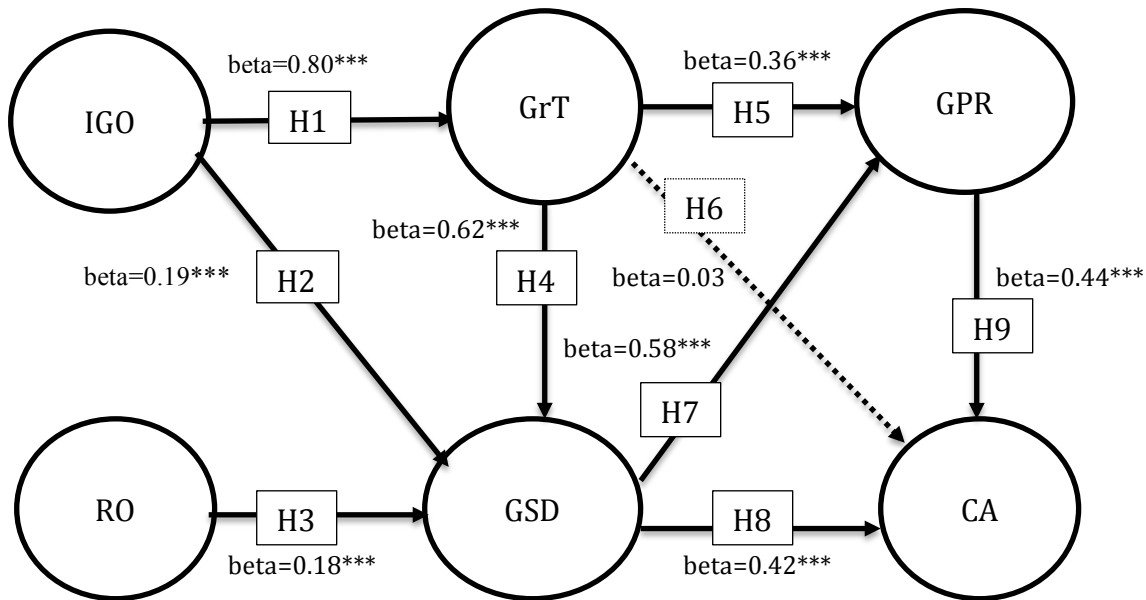 beta=0.80***
beta=0.36***
IGO
H1
GrT
H5
GPR
H6
beta=0.62***
beta=0.19***
H2
H4
beta=0.03
beta=0.44***
H9
beta=0.58***
H7
RO
H3
GSD
H8
CA
beta=0.18***
beta=0.42***